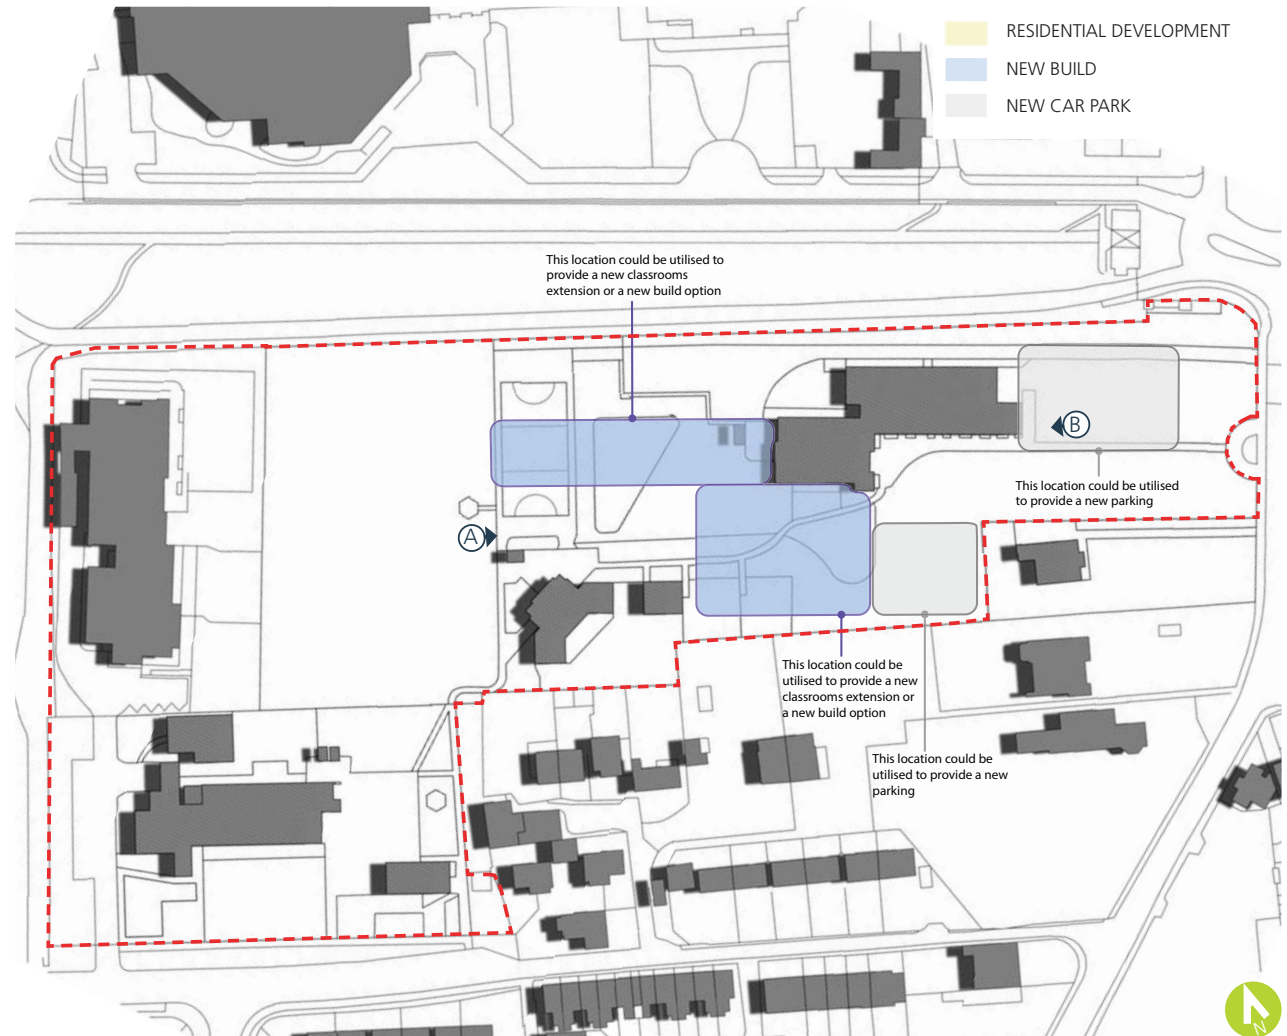 RESIDENTIAL DEVELOPMENT
NEW BUILD
NEW CAR PARK
This location could be utilised to
provide a new classrooms
extension or a new build option
B
This location could be utilised
to provide a new parking
A
This location could be
utilised to provide a new
classrooms extension or
a new build option
This location could be
utilised to provide a new
parking
N